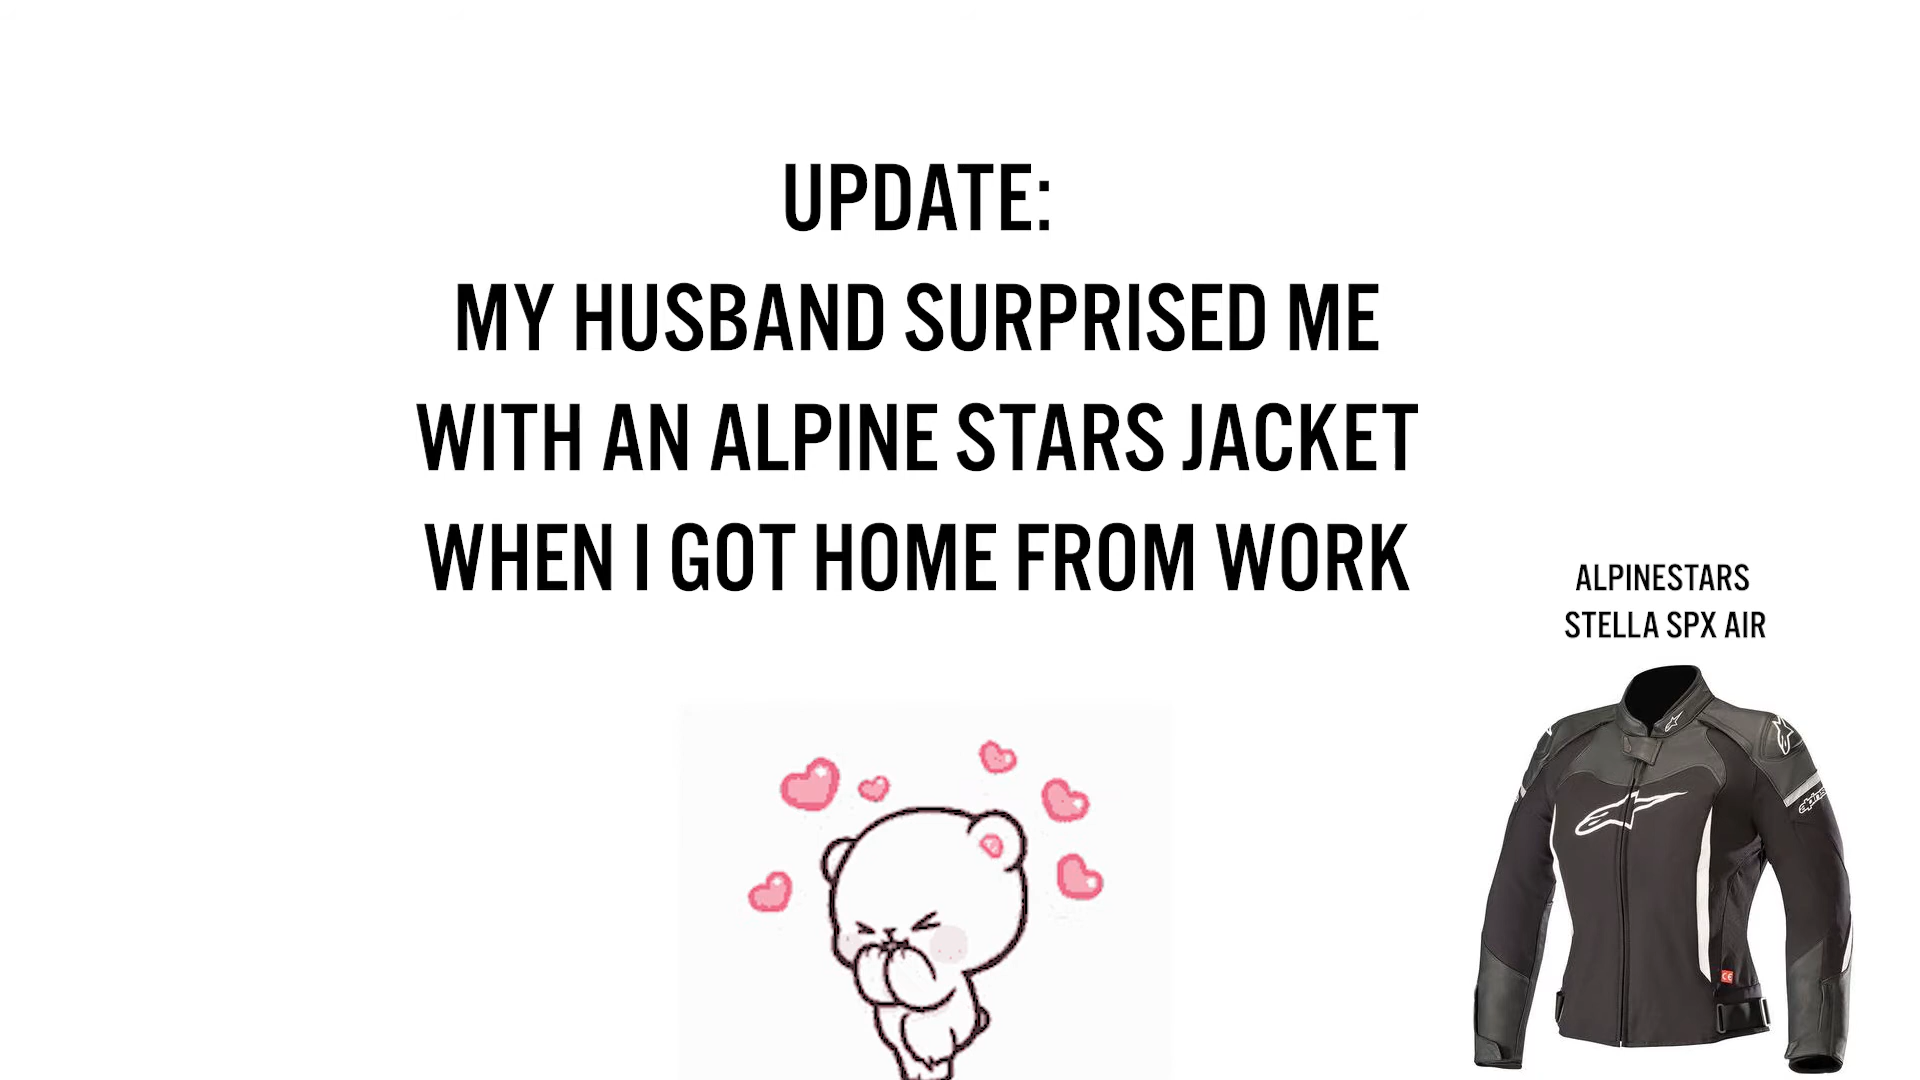 UPDATE:
MY HUSBAND SURPRISED ME
WITH AN ALPINE STARS JACKET
WHEN I GOT HOME FROM WORK
ALPINESTARS
STELLA SPX AIR
CE